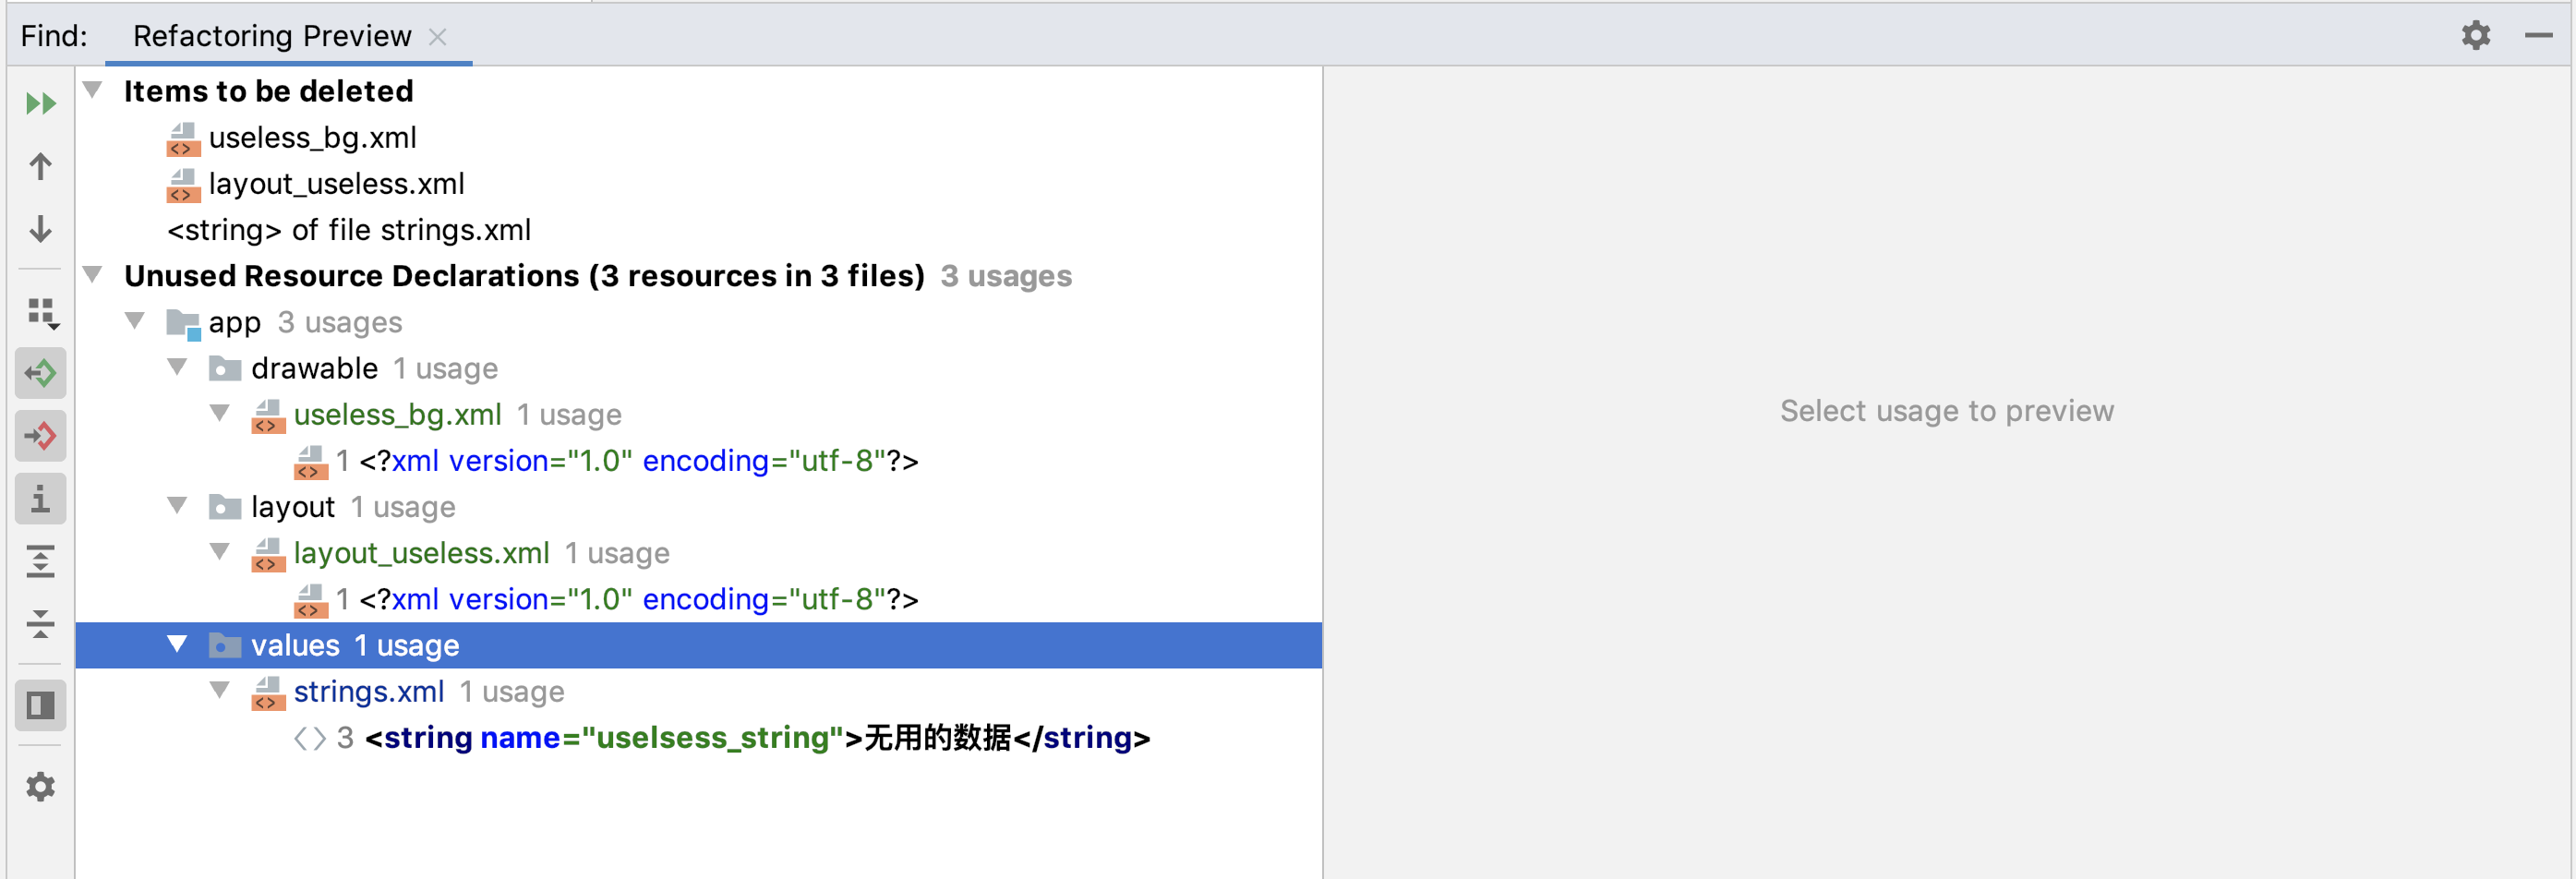 Find: Refactoring Preview
Items to be deleted
useless_bg.xml
layout_useless.xml
<string> of file strings.xml
Unused Resource Declarations (3 resources in 3 files) 3 usages
app 3 usages
drawable 1 usage
useless_bg.xml 1 usage
1 <?xml version="1.0" encoding="utf-8"?>
layout 1 usage
layout_useless.xml 1 usage
1 <?xml version="1.0" encoding="utf-8"?>
values 1 usage
strings.xml 1 usage
3 <string name="uselsess_string">无用的数据</string>
Select usage to preview